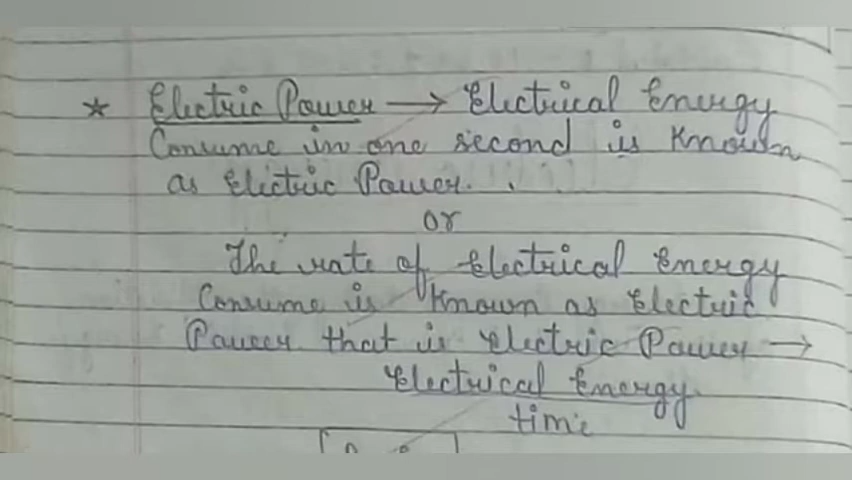 * Electric Power → Electrical Energy
Consume in one second is Known
as Electric Power.
or
The rate of Electrical Energy
Consume is Known as Electric
Power that is Electric Power →
Electrical Energy
time